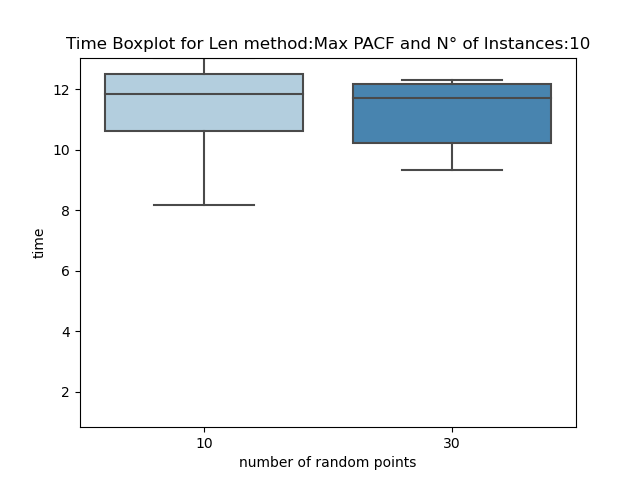 Time Boxplot for Len method:Max PACF and N° of Instances:10
12
10
8
6
4
2
time
10
30
number of random points